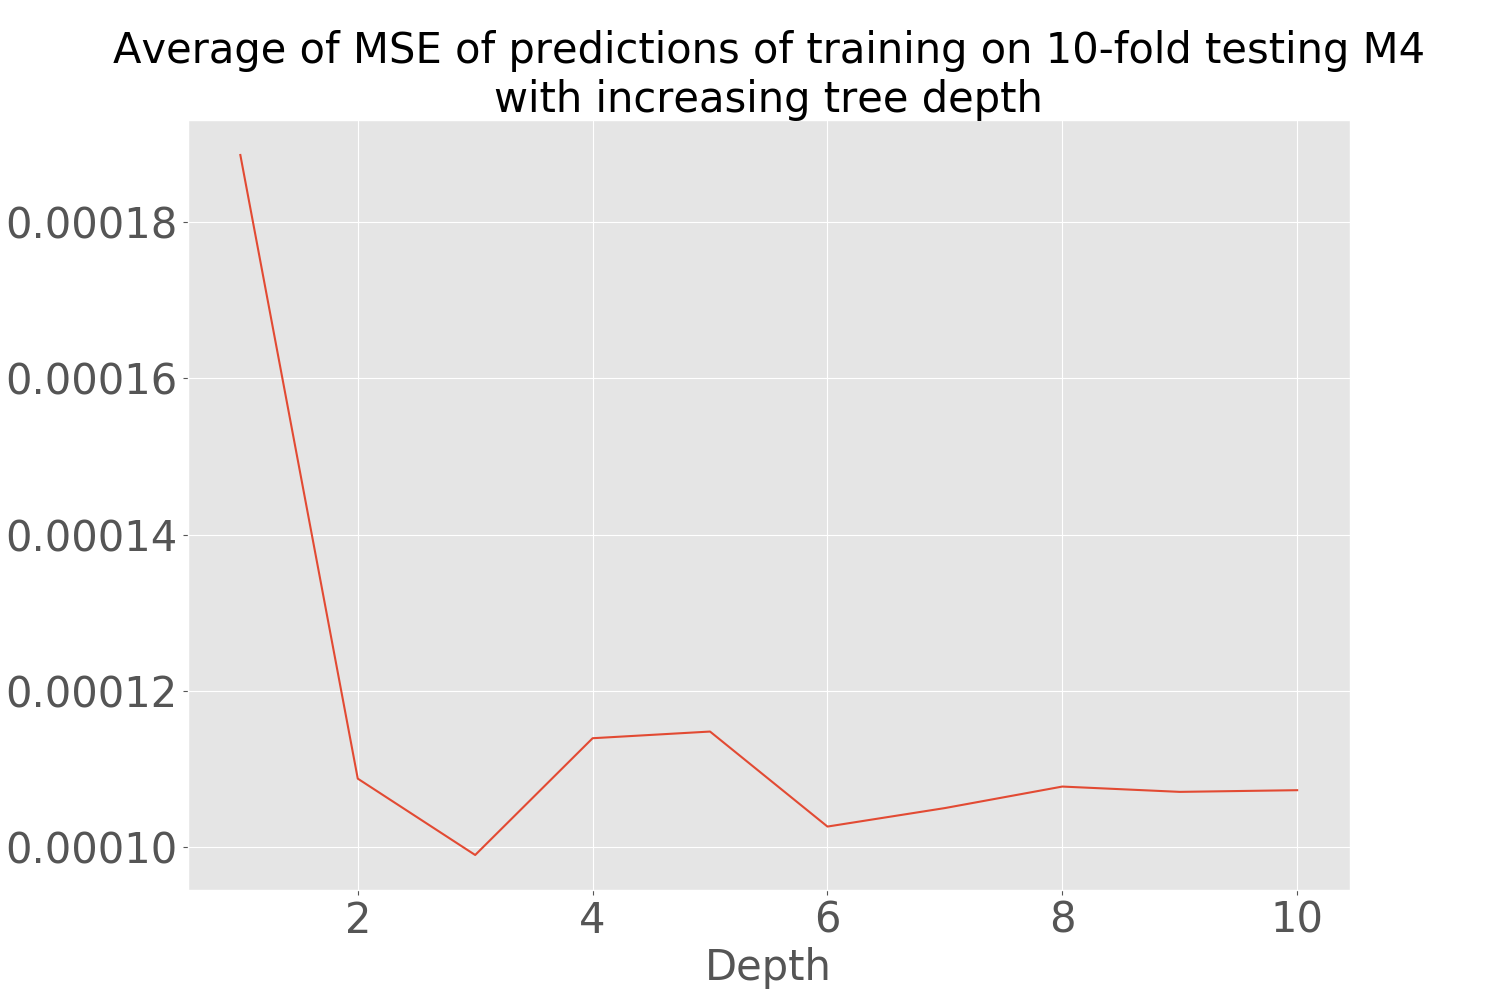 Average of MSE of predictions of training on 10-fold testing M4
with increasing tree depth
0.00018
0.00016
0.00014
0.00012
0.00010
2 4 6 8 10
Depth